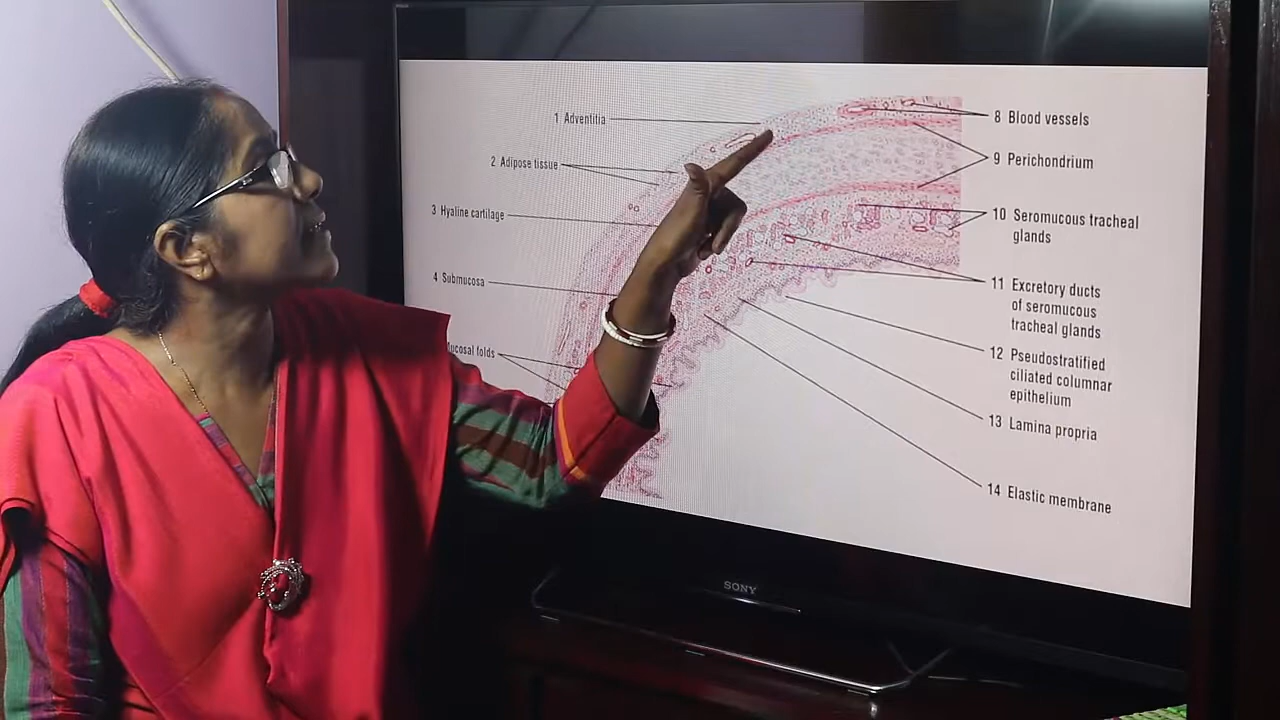 1 Adventitia
2 Adipose tissue
3 Hyaline cartilage
4 Submucosa
Mucosal folds
8 Blood vessels
9 Perichondrium
10 Seromucous tracheal
glands
11 Excretory ducts
of seromucous
tracheal glands
12 Pseudostratified
ciliated columnar
epithelium
13 Lamina propria
14 Elastic membrane
SONY